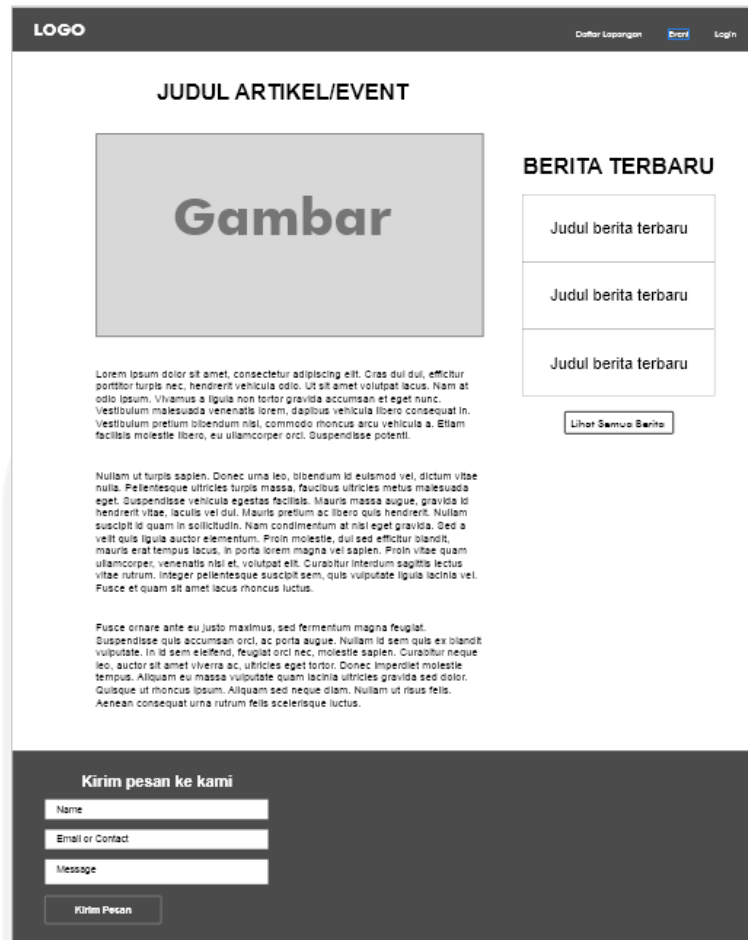 LOGO
Daftar Lapangan
Event
Login
JUDUL ARTIKEL/EVENT
Gambar
Lorem ipsum dolor sit amet, consectetur adipiscing elit. Cras dui dui, efficitur
porttitor turpis nec, hendrerit vehicula odio. Ut sit amet volutpat lacus. Nam at
odio ipsum. Vivamus a ligula non tortor gravida accumsan et eget nunc.
Vestibulum malesuada venenatis lorem, dapibus vehicula libero consequat in.
Vestibulum pretium bibendum nisl, commodo rhoncus arcu vehicula a. Etiam
facilisis molestie libero, eu ullamcorper orci. Suspendisse potenti.
Nullam ut turpis sapien. Donec urna leo, bibendum id euismod vel, dictum vitae
nulla. Pellentesque ultricies turpis massa, faucibus ultricies metus malesuada
eget. Suspendisse vehicula egestas facilisis. Mauris massa augue, gravida id
hendrerit vitae, iaculis vel dui. Mauris pretium ac libero quis hendrerit. Nullam
suscipit id quam in sollicitudin. Nam condimentum at nisl eget gravida. Sed a
velit quis ligula auctor elementum. Proin molestie, dui sed efficitur blandit,
mauris erat tempus lacus, in porta lorem magna vel sapien. Proin vitae quam
ullamcorper, venenatis nisl et, volutpat elit. Curabitur interdum sagittis lectus
vitae rutrum. Integer pellentesque suscipit sem, quis vulputate ligula lacinia vel.
Fusce et quam sit amet lacus rhoncus luctus.
Fusce ornare ante eu justo maximus, sed fermentum magna feugiat.
Suspendisse quis accumsan orci, ac porta augue. Nullam id sem quis ex blandit
vulputate. In id sem eleifend, feugiat orci nec, molestie sapien. Curabitur neque
leo, auctor sit amet viverra ac, ultricies eget tortor. Donec imperdiet molestie
tempus. Aliquam eu massa vulputate quam lacinia ultricies gravida sed dolor.
Quisque ut rhoncus ipsum. Aliquam sed neque diam. Nullam ut risus felis.
Aenean consequat urna rutrum felis scelerisque luctus.
BERITA TERBARU
Judul berita terbaru
Judul berita terbaru
Judul berita terbaru
Lihat Semua Berita
Kirim pesan ke kami
Name
Email or Contact
Message
Kirim Pesan